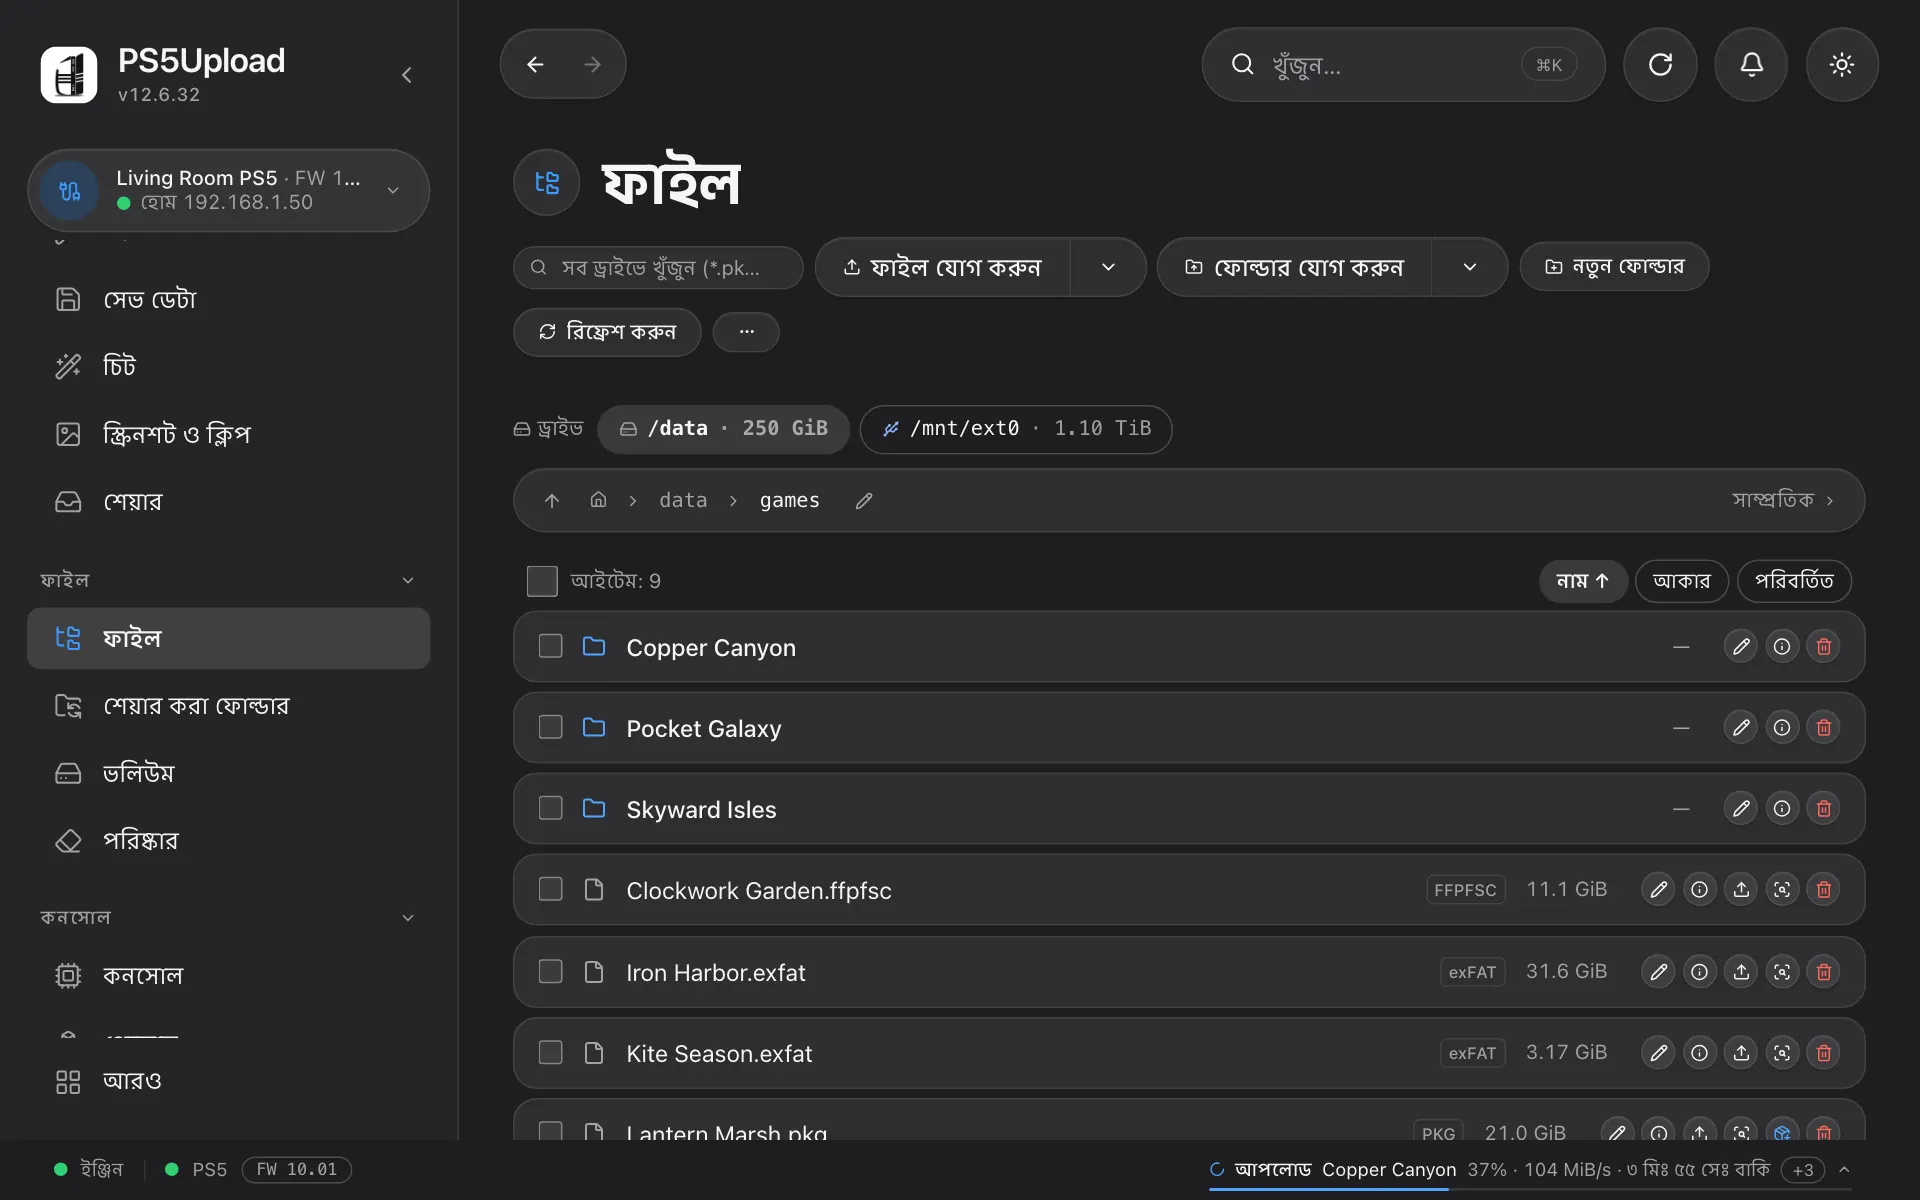 PS5Upload
v12.6.32
Living Room PS5 · FW 1...
হোম 192.168.1.50
সেভ ডেটা
চিট
স্ক্রিনশট ও ক্লিপ
শেয়ার
ফাইল
ফাইল
শেয়ার করা ফোল্ডার
ভলিউম
পরিষ্কার
কনসোল
কনসোল
আরও
খুঁজুন...
⌘K
ফাইল
সব ড্রাইভে খুঁজুন (*.pk...
ফাইল যোগ করুন
ফোল্ডার যোগ করুন
নতুন ফোল্ডার
রিফ্রেশ করুন
...
ড্রাইভ
/data · 250 GiB
/mnt/ext0 · 1.10 TiB
data > games
সাম্প্রতিক
আইটেম: 9
নাম ↑
আকার
পরিবর্তিত
Copper Canyon —
Pocket Galaxy —
Skyward Isles —
Clockwork Garden.ffpfsc FFPFSC 11.1 GiB
Iron Harbor.exfat exFAT 31.6 GiB
Kite Season.exfat exFAT 3.17 GiB
Lantern Marsh.pkg PKG 21.0 GiB
ইঞ্জিন
PS5
FW 10.01
আপলোড Copper Canyon 37% · 104 MiB/s · ৩ মিঃ ৫৫ সেঃ বাকি +3